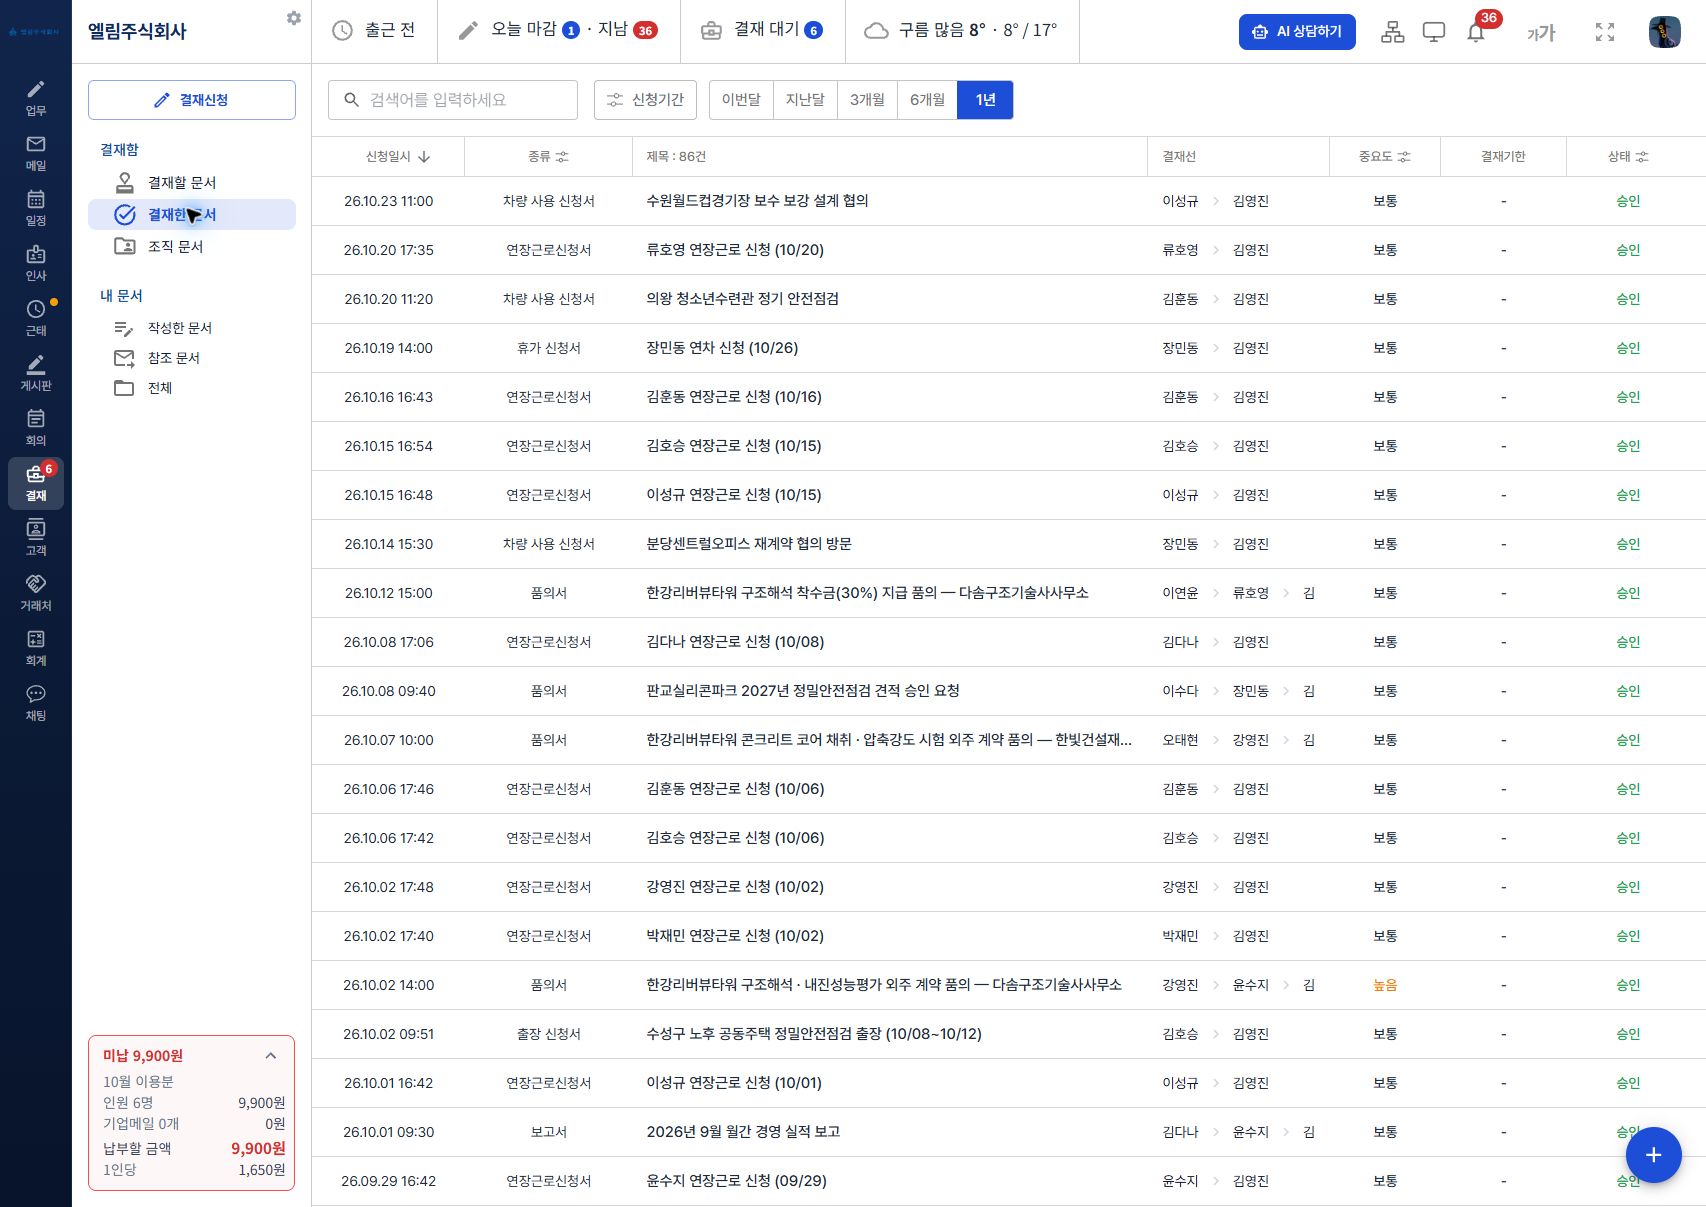 엘림주식회사
엘림주식회사
출근 전
오늘 마감 1 · 지남 36
결재 대기 6
구름 많음 8° · 8° / 17°
AI 상담하기
36
가가
업무
메일
일정
인사
근태
게시판
회의
6
결재
고객
거래처
회계
채팅
결재신청
결재함
결재할 문서
결재한 문서
조직 문서
내 문서
작성한 문서
참조 문서
전체
미납 9,900원
10월 이용분
인원 6명 9,900원
기업메일 0개 0원
납부할 금액 9,900원
1인당 1,650원
검색어를 입력하세요
신청기간
이번달 지난달 3개월 6개월 1년
신청일시 종류 제목 : 86건 결재선 중요도 결재기한 상태
26.10.23 11:00 차량 사용 신청서 수원월드컵경기장 보수 보강 설계 협의 이성규 김영진 보통 - 승인
26.10.20 17:35 연장근로신청서 류호영 연장근로 신청 (10/20) 류호영 김영진 보통 - 승인
26.10.20 11:20 차량 사용 신청서 의왕 청소년수련관 정기 안전점검 김훈동 김영진 보통 - 승인
26.10.19 14:00 휴가 신청서 장민동 연차 신청 (10/26) 장민동 김영진 보통 - 승인
26.10.16 16:43 연장근로신청서 김훈동 연장근로 신청 (10/16) 김훈동 김영진 보통 - 승인
26.10.15 16:54 연장근로신청서 김호승 연장근로 신청 (10/15) 김호승 김영진 보통 - 승인
26.10.15 16:48 연장근로신청서 이성규 연장근로 신청 (10/15) 이성규 김영진 보통 - 승인
26.10.14 15:30 차량 사용 신청서 분당센트럴오피스 재계약 협의 방문 장민동 김영진 보통 - 승인
26.10.12 15:00 품의서 한강리버뷰타워 구조해석 착수금(30%) 지급 품의 — 다솜구조기술사사무소 이연윤 류호영 김 보통 - 승인
26.10.08 17:06 연장근로신청서 김다나 연장근로 신청 (10/08) 김다나 김영진 보통 - 승인
26.10.08 09:40 품의서 판교실리콘파크 2027년 정밀안전점검 견적 승인 요청 이수다 장민동 김 보통 - 승인
26.10.07 10:00 품의서 한강리버뷰타워 콘크리트 코어 채취 · 압축강도 시험 외주 계약 품의 — 한빛건설재... 오태현 강영진 김 보통 - 승인
26.10.06 17:46 연장근로신청서 김훈동 연장근로 신청 (10/06) 김훈동 김영진 보통 - 승인
26.10.06 17:42 연장근로신청서 김호승 연장근로 신청 (10/06) 김호승 김영진 보통 - 승인
26.10.02 17:48 연장근로신청서 강영진 연장근로 신청 (10/02) 강영진 김영진 보통 - 승인
26.10.02 17:40 연장근로신청서 박재민 연장근로 신청 (10/02) 박재민 김영진 보통 - 승인
26.10.02 14:00 품의서 한강리버뷰타워 구조해석 · 내진성능평가 외주 계약 품의 — 다솜구조기술사사무소 강영진 윤수지 김 높음 - 승인
26.10.02 09:51 출장 신청서 수성구 노후 공동주택 정밀안전점검 출장 (10/08~10/12) 김호승 김영진 보통 - 승인
26.10.01 16:42 연장근로신청서 이성규 연장근로 신청 (10/01) 이성규 김영진 보통 - 승인
26.10.01 09:30 보고서 2026년 9월 월간 경영 실적 보고 김다나 윤수지 김 보통 - 승인
26.09.29 16:42 연장근로신청서 윤수지 연장근로 신청 (09/29) 윤수지 김영진 보통 - 승인